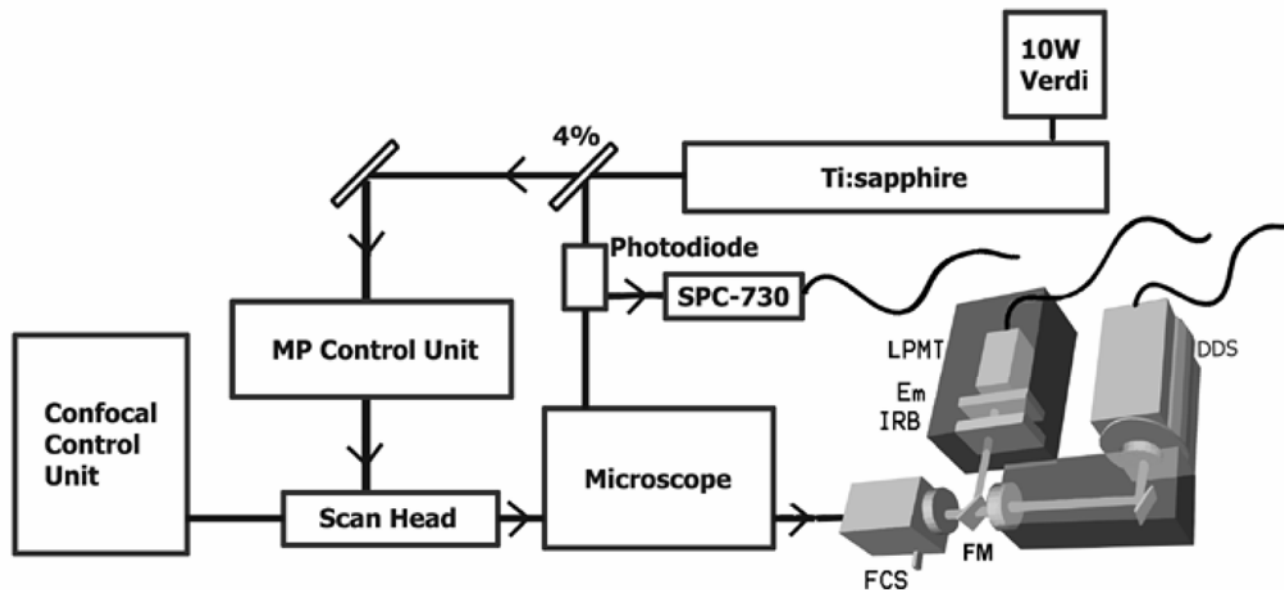 10W
Verdi
4%
Ti:sapphire
Photodiode
SPC-730
MP Control Unit
LPMT
DDS
Em
IRB
Confocal
Control
Unit
Microscope
Scan Head
FM
FCS